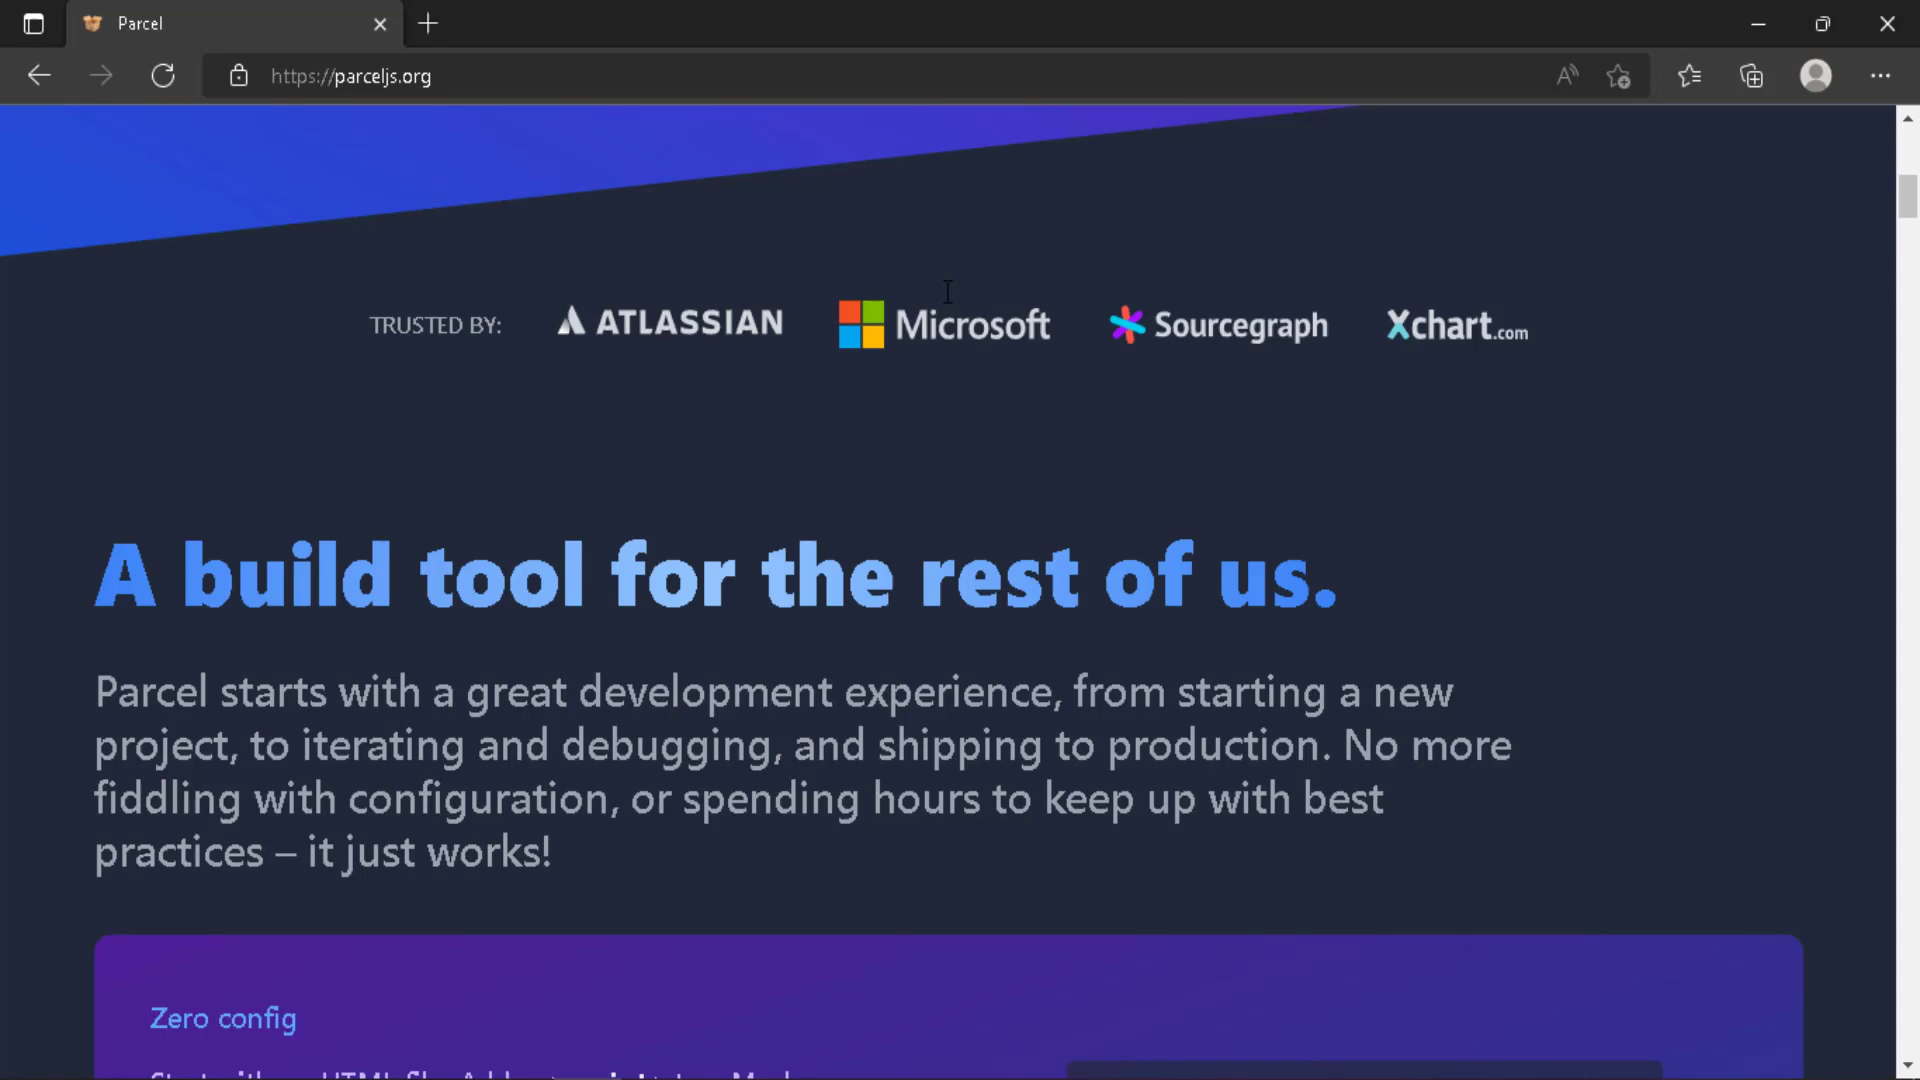 Parcel
https://parceljs.org
TRUSTED BY: ATLASSIAN Microsoft Sourcegraph Xchart.com
A build tool for the rest of us.
Parcel starts with a great development experience, from starting a new
project, to iterating and debugging, and shipping to production. No more
fiddling with configuration, or spending hours to keep up with best
practices – it just works!
Zero config